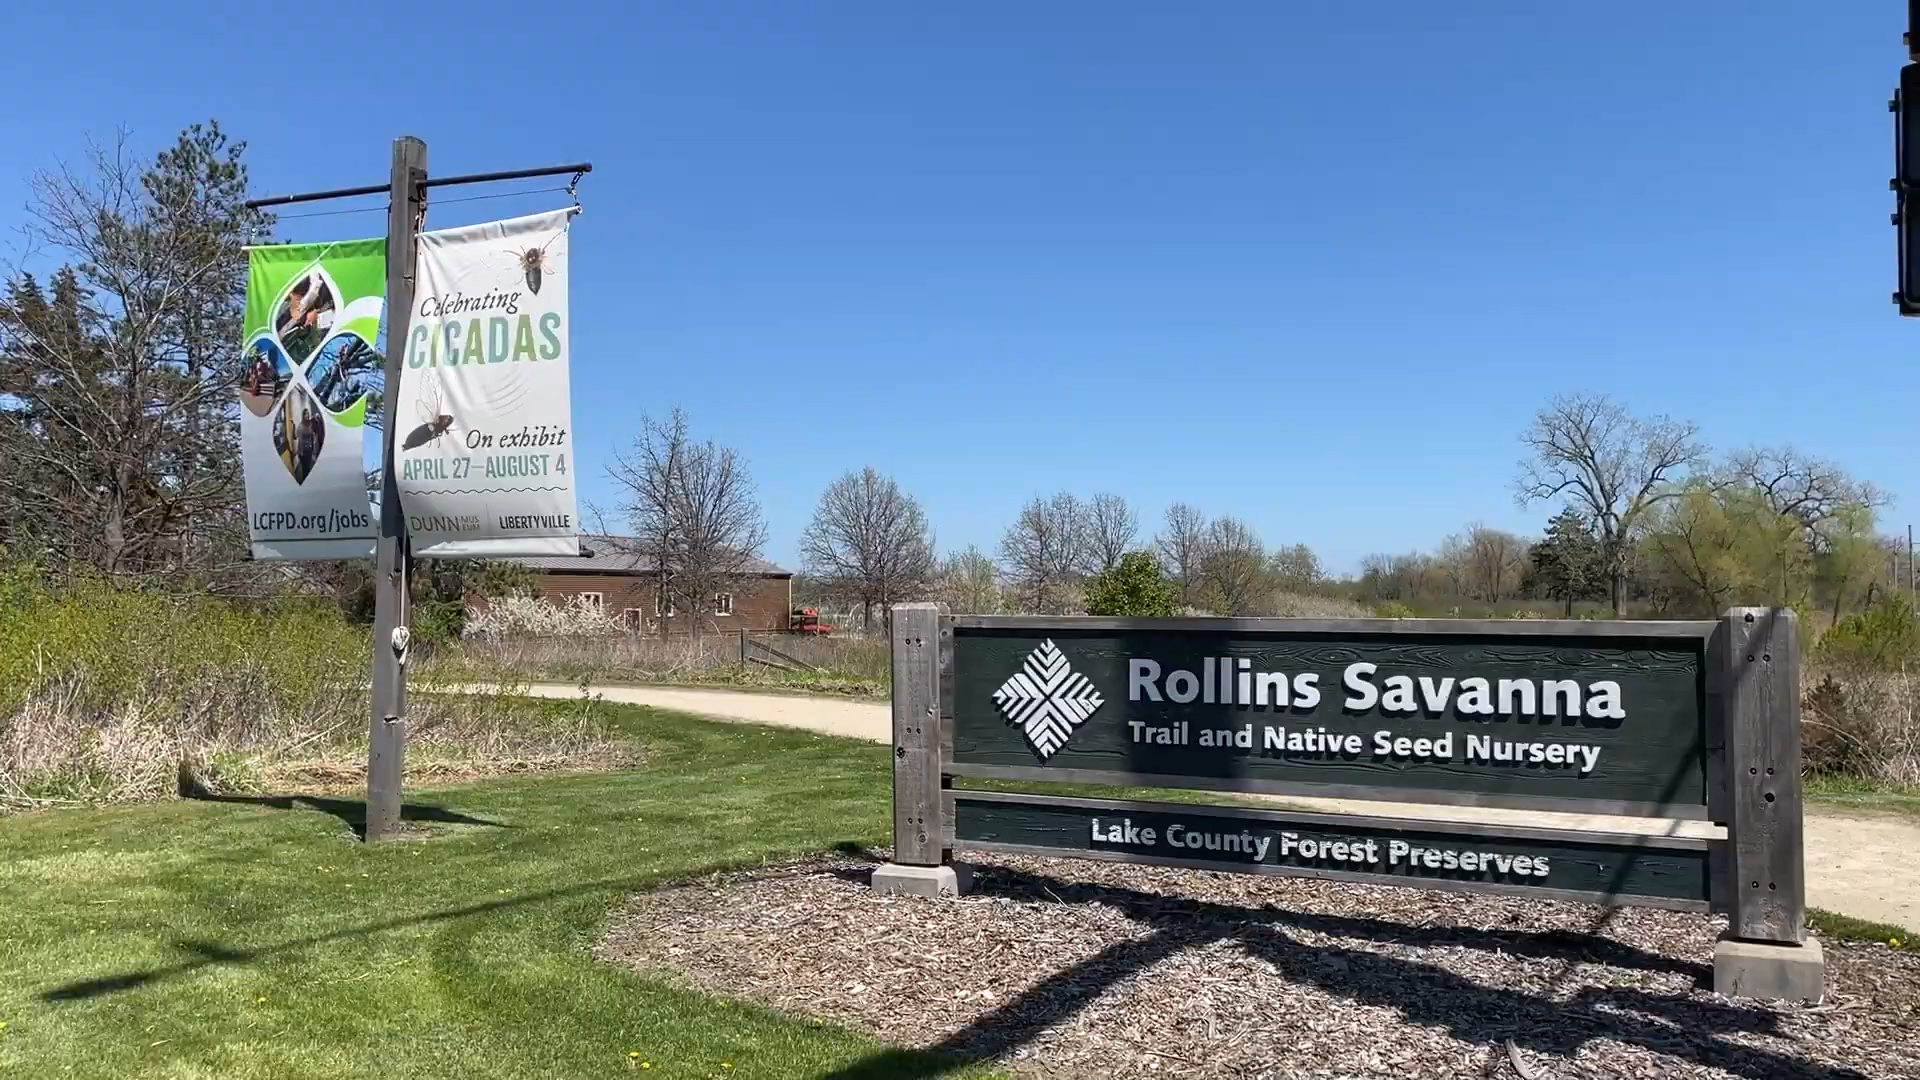 Celebrating
CICADAS
On exhibit
APRIL 27–AUGUST 4
DUNN MUSEUM LIBERTYVILLE
LCFPD.org/jobs
Rollins Savanna
Trail and Native Seed Nursery
Lake County Forest Preserves